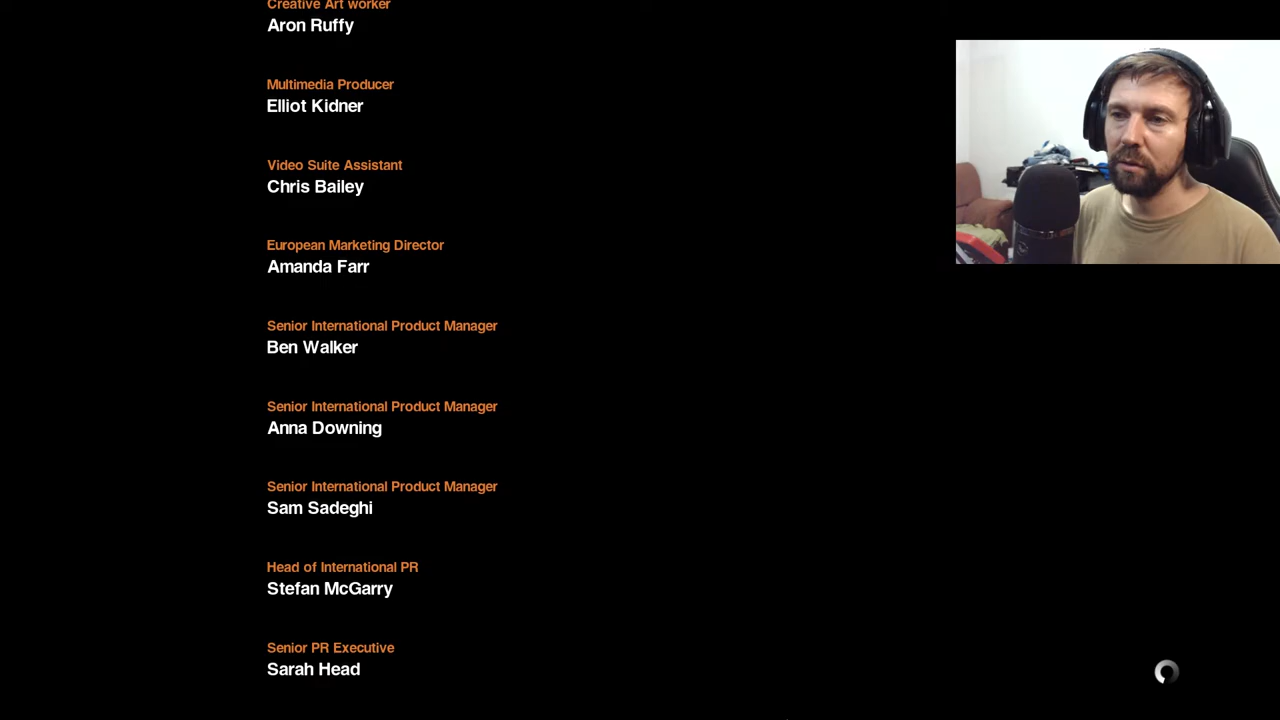 Creative Art worker
Aron Ruffy
Multimedia Producer
Elliot Kidner
Video Suite Assistant
Chris Bailey
European Marketing Director
Amanda Farr
Senior International Product Manager
Ben Walker
Senior International Product Manager
Anna Downing
Senior International Product Manager
Sam Sadeghi
Head of International PR
Stefan McGarry
Senior PR Executive
Sarah Head